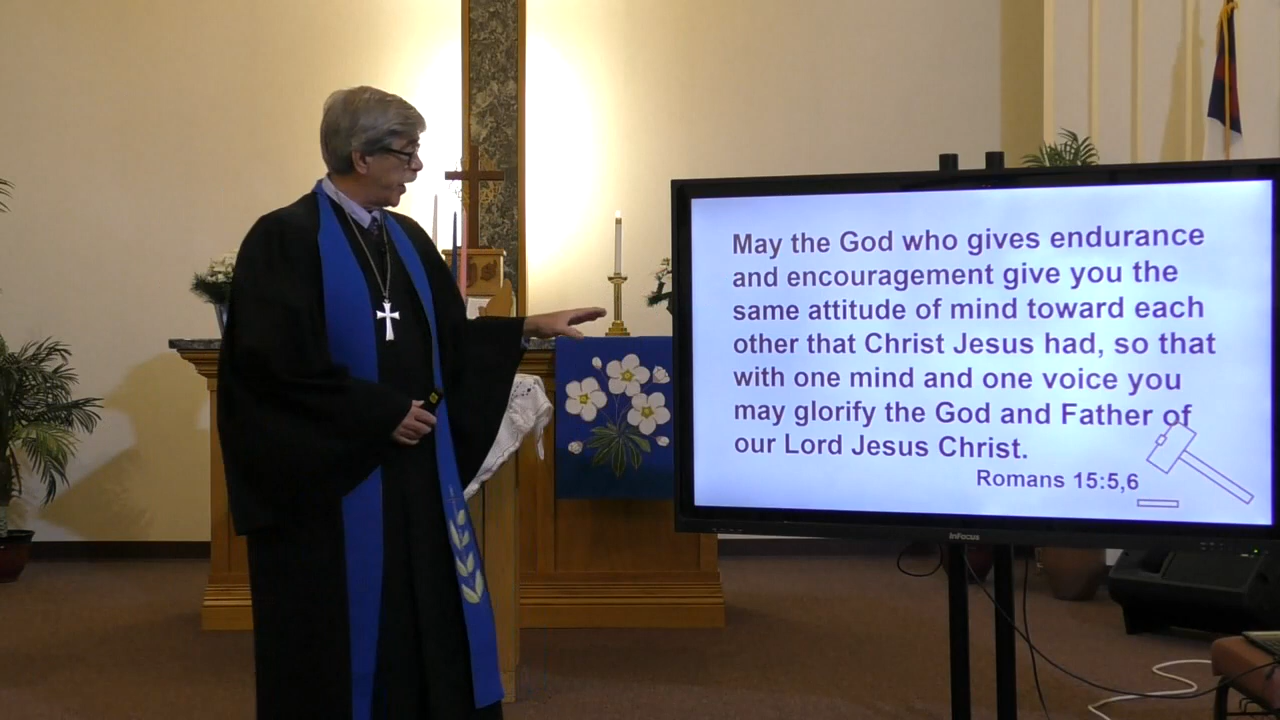 May the God who gives endurance
and encouragement give you the
same attitude of mind toward each
other that Christ Jesus had, so that
with one mind and one voice you
may glorify the God and Father of
our Lord Jesus Christ.
Romans 15:5,6
InFocus